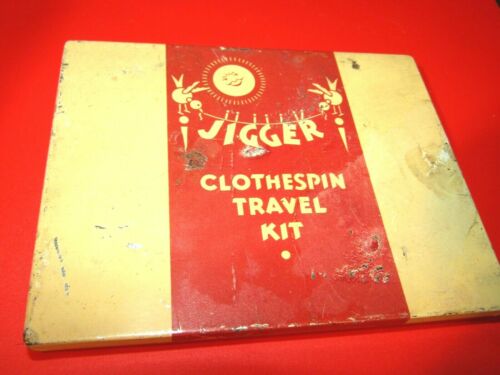 JIGGER
CLOTHESPIN
TRAVEL
KIT